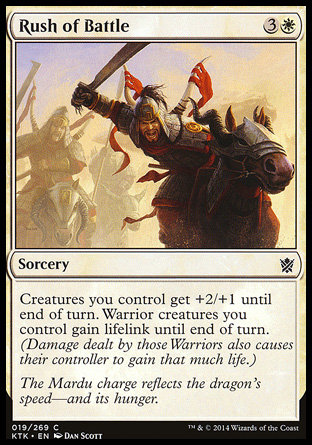 Rush of Battle 3
Sorcery
Creatures you control get +2/+1 until
end of turn. Warrior creatures you
control gain lifelink until end of turn.
(Damage dealt by those Warriors also causes
their controller to gain that much life.)
The Mardu charge reflects the dragon's
speed—and its hunger.
019/269 C
KTK • EN Dan Scott ™ & © 2014 Wizards of the Coast